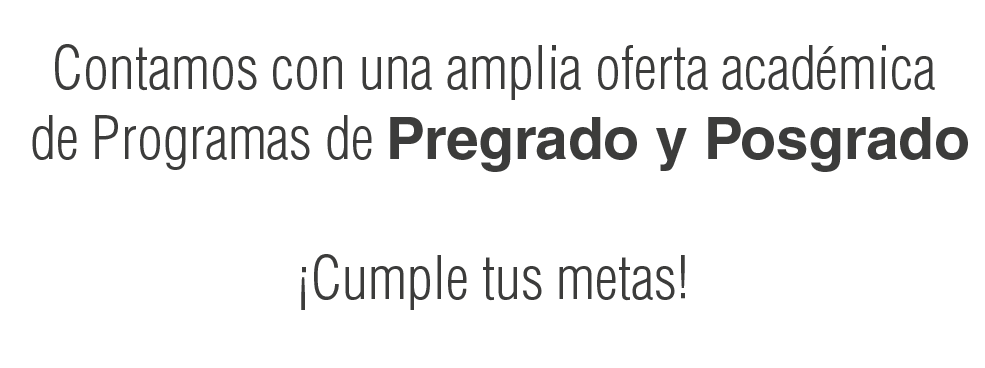 Contamos con una amplia oferta académica
de Programas de Pregrado y Posgrado
¡Cumple tus metas!